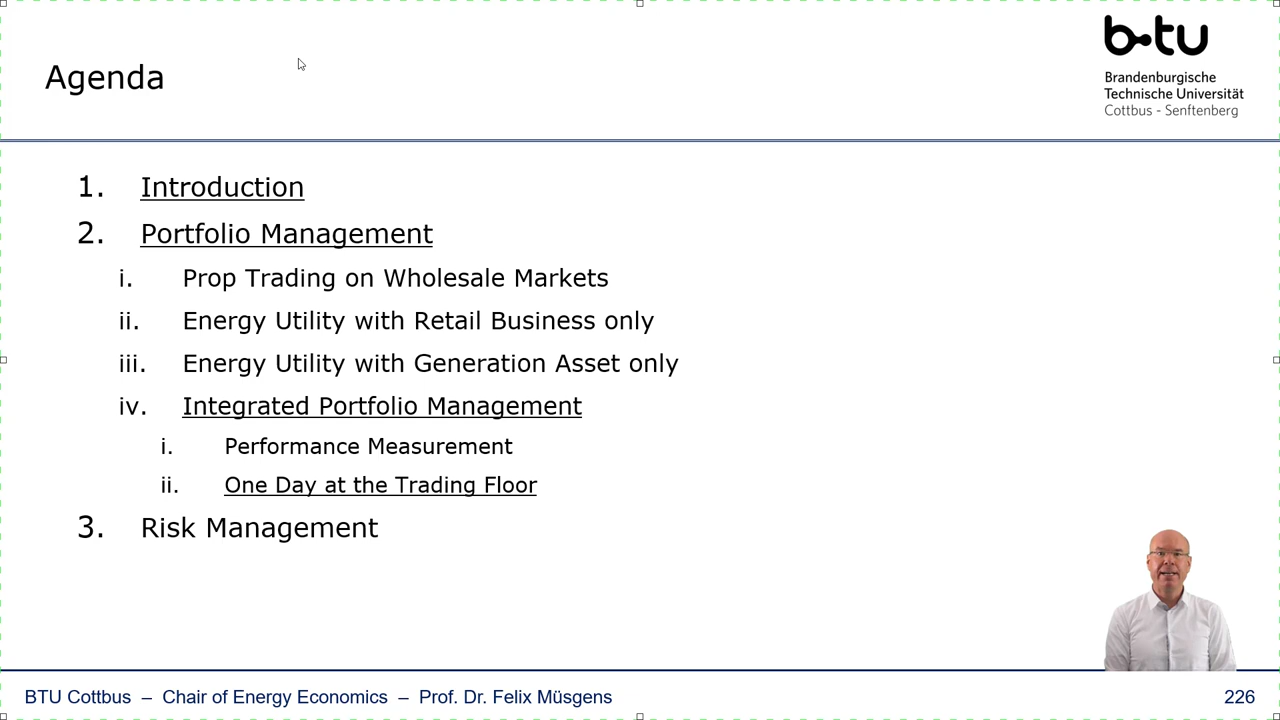 b-tu
Brandenburgische
Technische Universität
Cottbus - Senftenberg
Agenda
1. Introduction
2. Portfolio Management
i. Prop Trading on Wholesale Markets
ii. Energy Utility with Retail Business only
iii. Energy Utility with Generation Asset only
iv. Integrated Portfolio Management
i. Performance Measurement
ii. One Day at the Trading Floor
3. Risk Management
BTU Cottbus – Chair of Energy Economics – Prof. Dr. Felix Müsgens
226